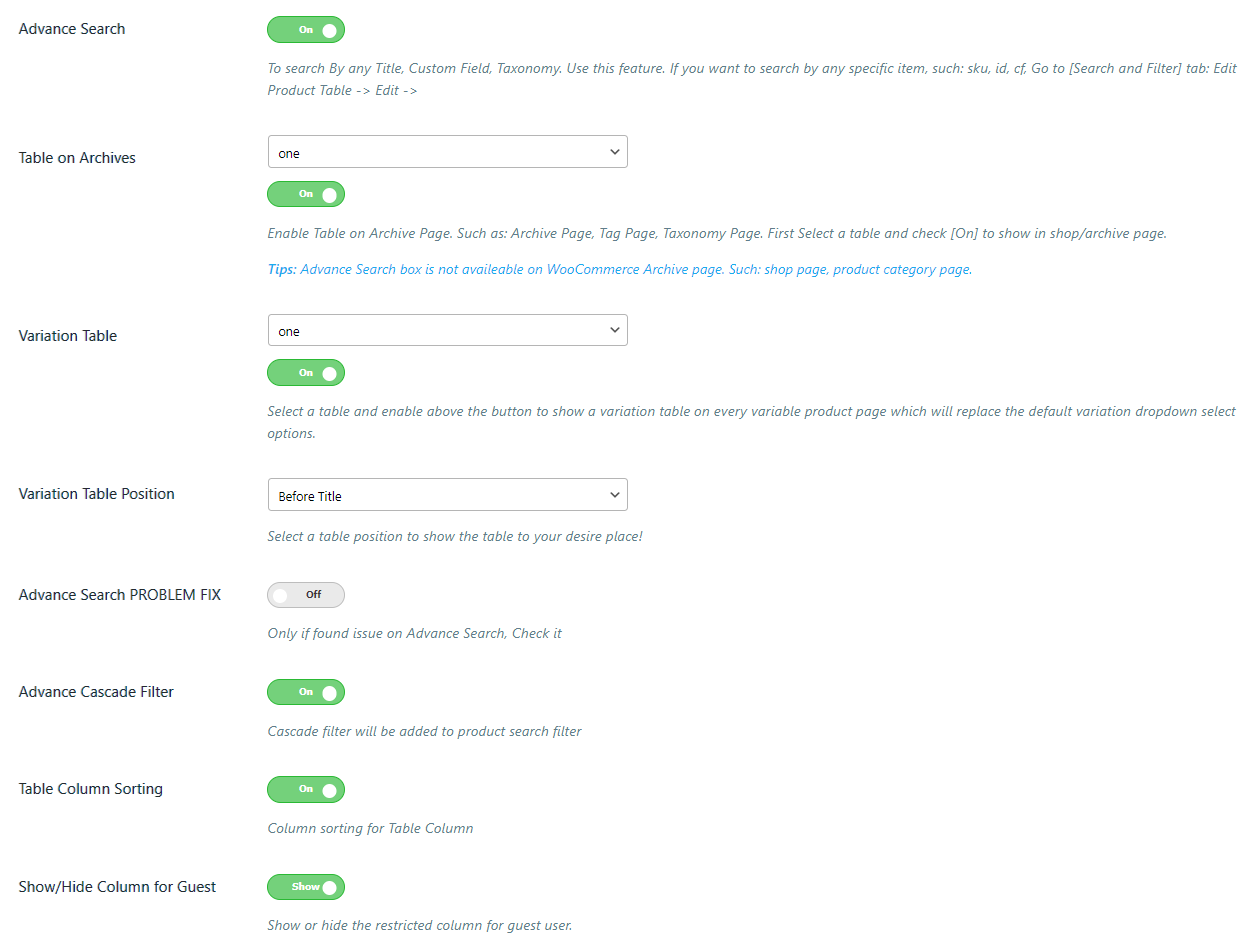 Advance Search
On
To search By any Title, Custom Field, Taxonomy. Use this feature. If you want to search by any specific item, such: sku, id, cf, Go to [Search and Filter] tab: Edit
Product Table -> Edit ->
Table on Archives
one
On
Enable Table on Archive Page. Such as: Archive Page, Tag Page, Taxonomy Page. First Select a table and check [On] to show in shop/archive page.
Tips: Advance Search box is not availeable on WooCommerce Archive page. Such: shop page, product category page.
Variation Table
one
On
Select a table and enable above the button to show a variation table on every variable product page which will replace the default variation dropdown select
options.
Variation Table Position
Before Title
Select a table position to show the table to your desire place!
Advance Search PROBLEM FIX
Off
Only if found issue on Advance Search, Check it
Advance Cascade Filter
On
Cascade filter will be added to product search filter
Table Column Sorting
On
Column sorting for Table Column
Show/Hide Column for Guest
Show
Show or hide the restricted column for guest user.